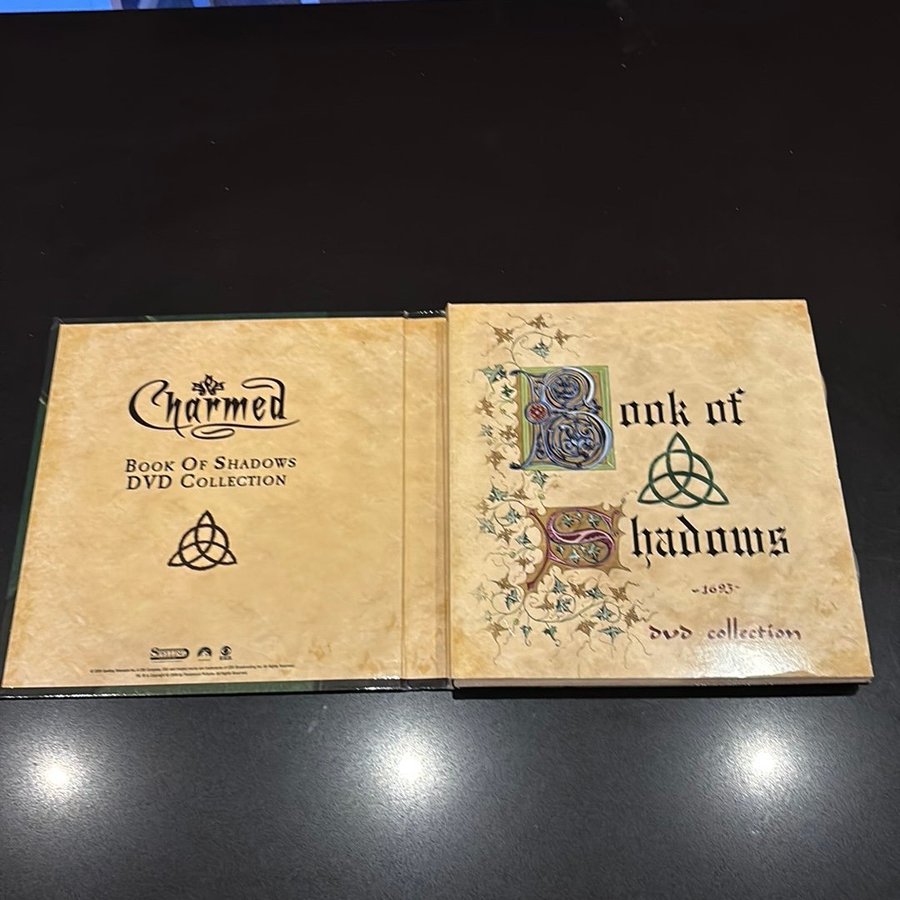 Charmed
BOOK OF SHADOWS
DVD COLLECTION
Book of
Shadows
-1693-
dvd collection